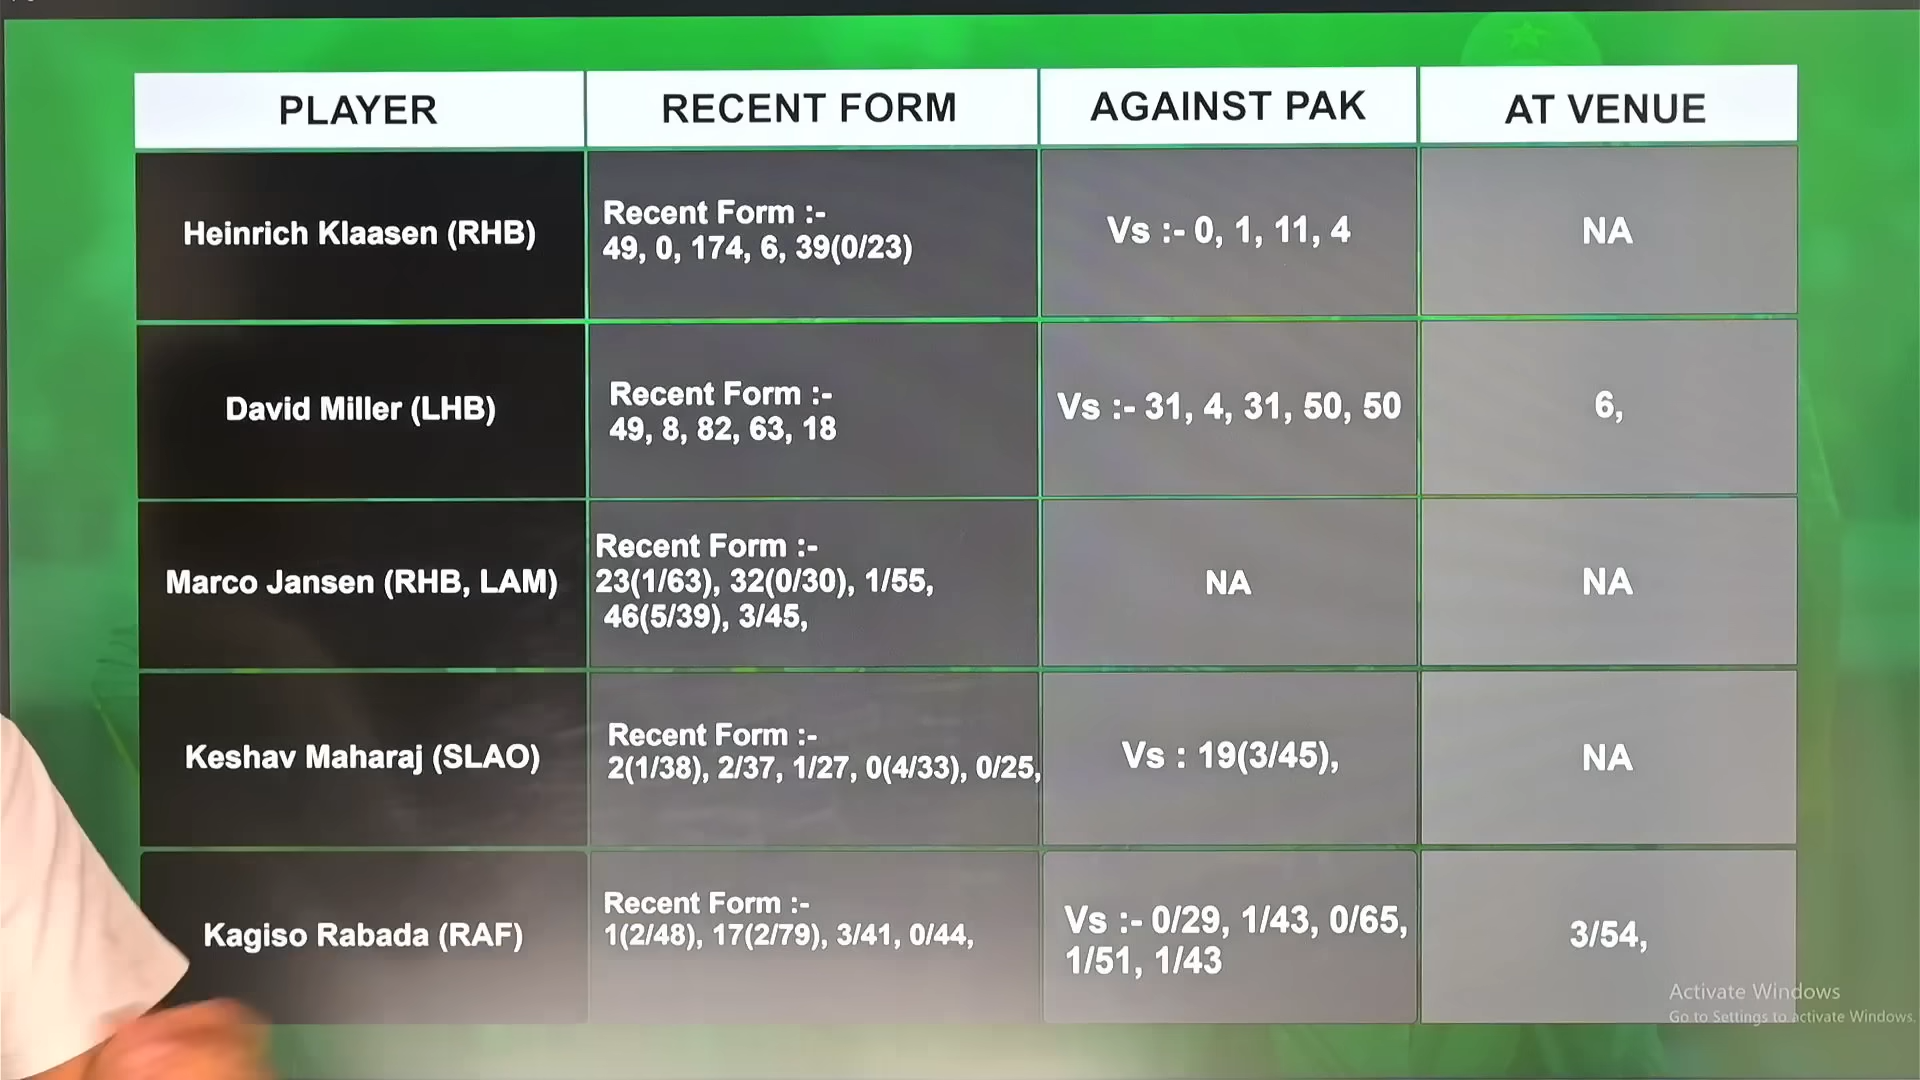 PLAYER
RECENT FORM
AGAINST PAK
AT VENUE
Heinrich Klaasen (RHB)
Recent Form :-
49, 0, 174, 6, 39(0/23)
Vs :- 0, 1, 11, 4
NA
David Miller (LHB)
Recent Form :-
49, 8, 82, 63, 18
Vs :- 31, 4, 31, 50, 50
6,
Marco Jansen (RHB, LAM)
Recent Form :-
23(1/63), 32(0/30), 1/55,
46(5/39), 3/45,
NA
NA
Keshav Maharaj (SLAO)
Recent Form :-
2(1/38), 2/37, 1/27, 0(4/33), 0/25,
Vs : 19(3/45),
NA
Kagiso Rabada (RAF)
Recent Form :-
1(2/48), 17(2/79), 3/41, 0/44,
Vs :- 0/29, 1/43, 0/65,
1/51, 1/43
3/54,
Activate Windows
Go to Settings to activate Windows.